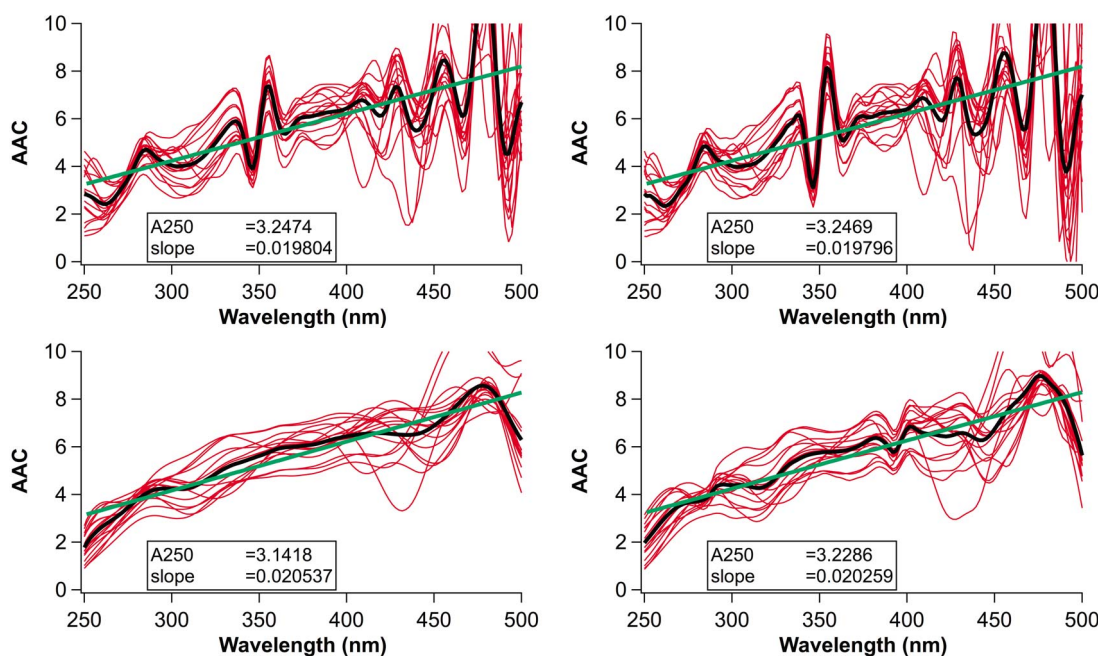 10
8
6
4
2
0
AAC
A250 =3.2474
slope =0.019804
250 300 350 400 450 500
Wavelength (nm)
10
8
6
4
2
0
AAC
A250 =3.2469
slope =0.019796
250 300 350 400 450 500
Wavelength (nm)
10
8
6
4
2
0
AAC
A250 =3.1418
slope =0.020537
250 300 350 400 450 500
Wavelength (nm)
10
8
6
4
2
0
AAC
A250 =3.2286
slope =0.020259
250 300 350 400 450 500
Wavelength (nm)